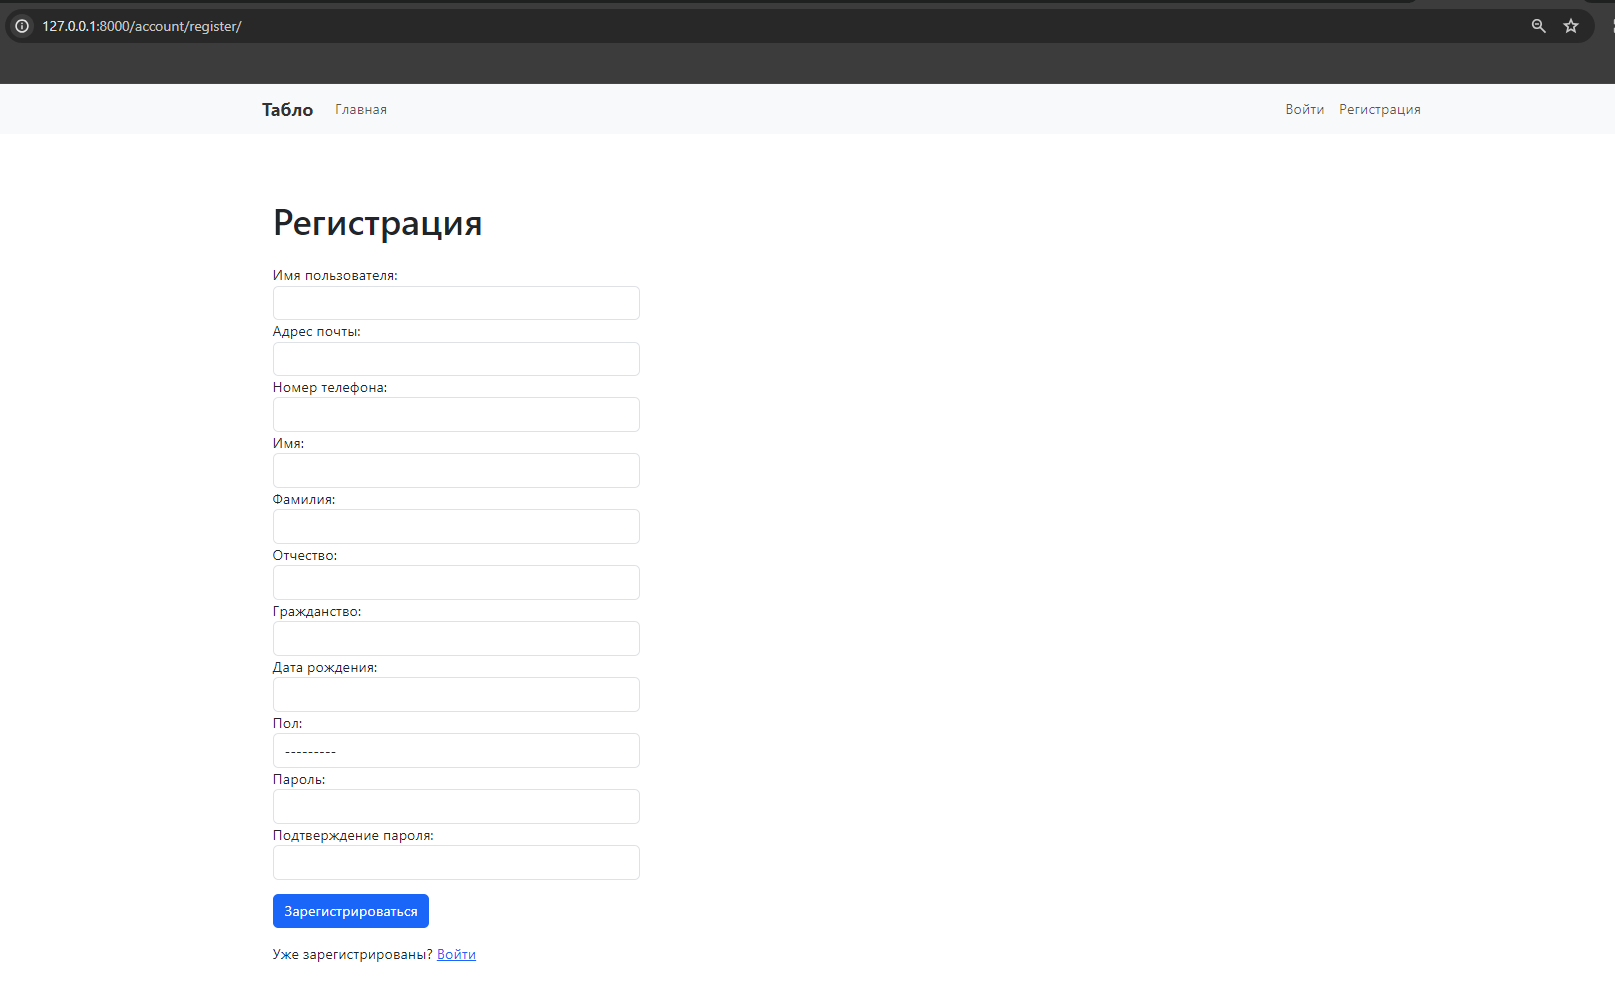 127.0.0.1:8000/account/register/
Табло Главная Войти Регистрация
Регистрация
Имя пользователя:
Адрес почты:
Номер телефона:
Имя:
Фамилия:
Отчество:
Гражданство:
Дата рождения:
Пол:
---------
Пароль:
Подтверждение пароля:
Зарегистрироваться
Уже зарегистрированы? Войти